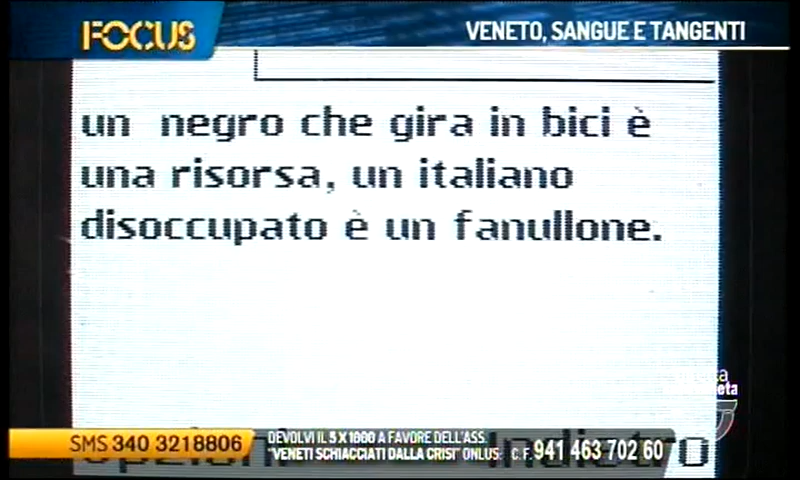 FOCUS
VENETO, SANGUE E TANGENTI
un negro che gira in bici è
una risorsa, un italiano
disoccupato è un fanullone.
SMS 340 3218806
DEVOLVI IL 5 X 1000 A FAVORE DELL'ASS.
"VENETI SCHIACCIATI DALLA CRISI" ONLUS: C.F. 941 463 702 60
Indietro